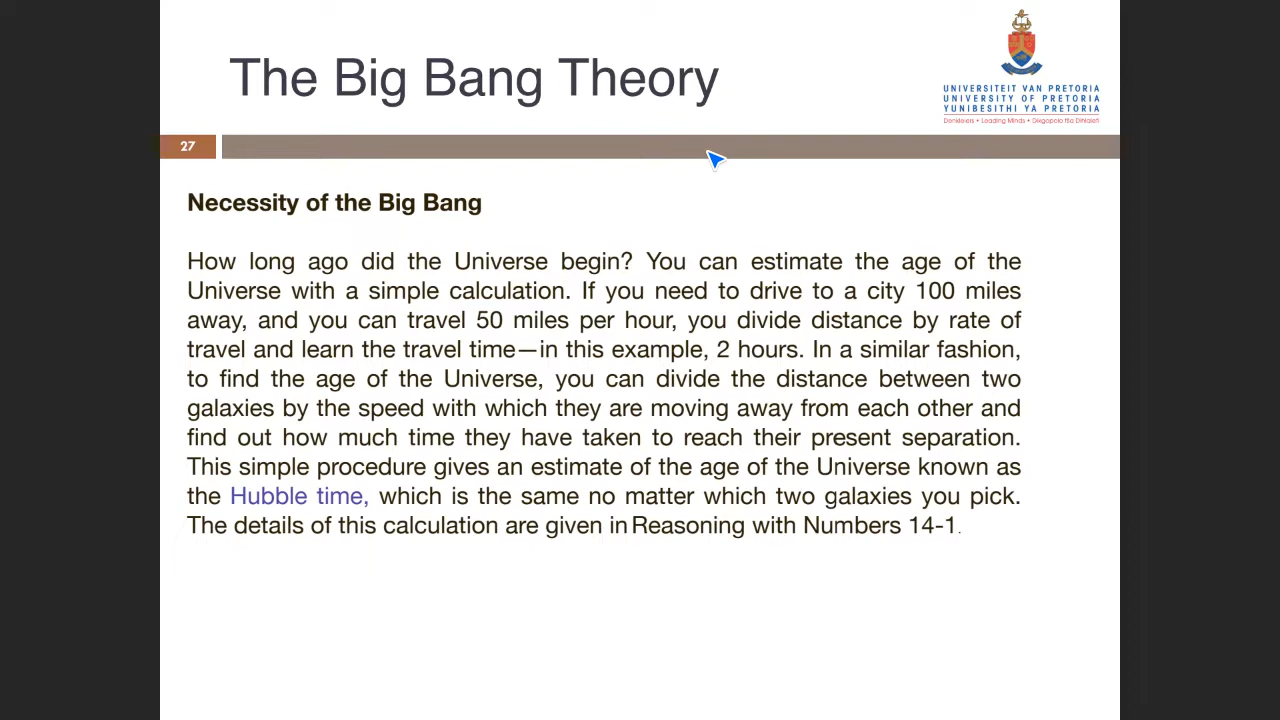 The Big Bang Theory
UNIVERSITEIT VAN PRETORIA
UNIVERSITY OF PRETORIA
YUNIBESITHI YA PRETORIA
Denkleiers • Leading Minds • Dikgopolo tša Dihlalefi
27
Necessity of the Big Bang
How long ago did the Universe begin? You can estimate the age of the
Universe with a simple calculation. If you need to drive to a city 100 miles
away, and you can travel 50 miles per hour, you divide distance by rate of
travel and learn the travel time—in this example, 2 hours. In a similar fashion,
to find the age of the Universe, you can divide the distance between two
galaxies by the speed with which they are moving away from each other and
find out how much time they have taken to reach their present separation.
This simple procedure gives an estimate of the age of the Universe known as
the Hubble time, which is the same no matter which two galaxies you pick.
The details of this calculation are given in Reasoning with Numbers 14-1.